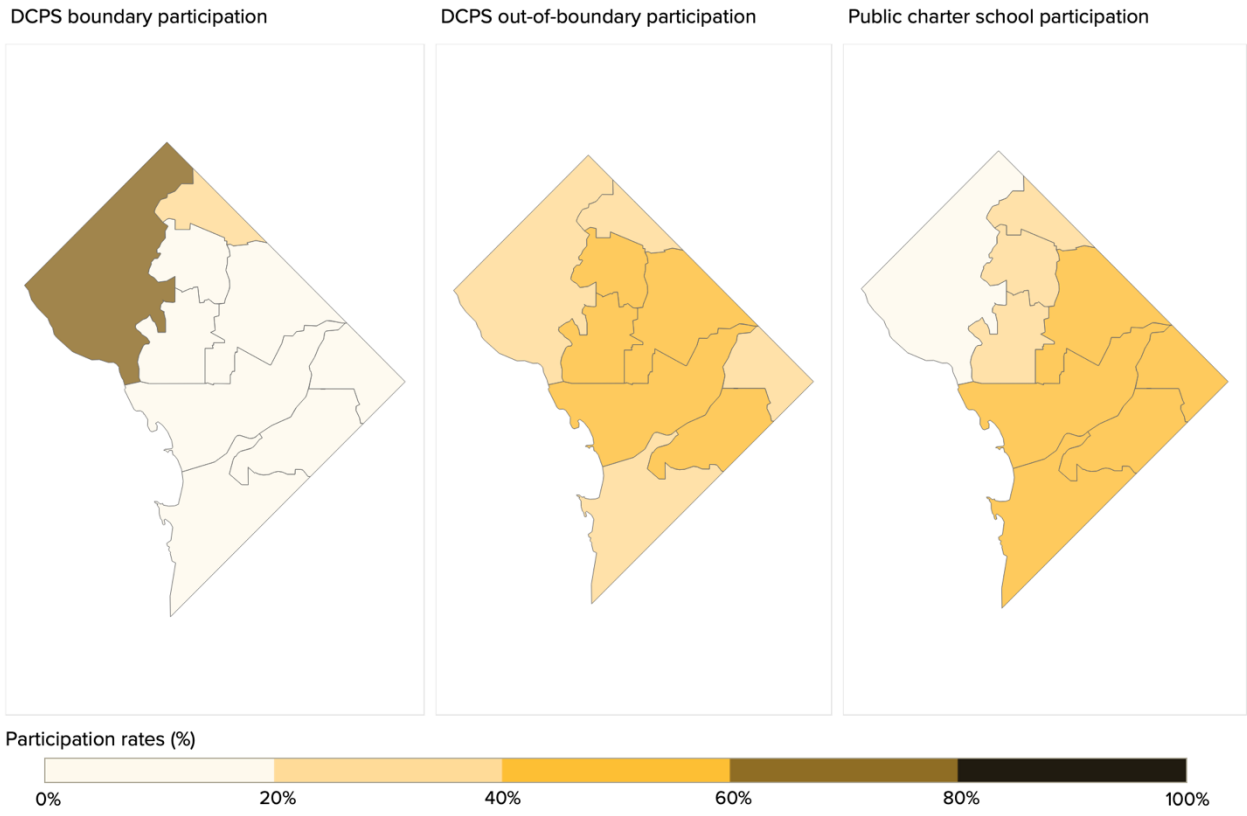 DCPS boundary participation
DCPS out-of-boundary participation
Public charter school participation
Participation rates (%)
0% 20% 40% 60% 80% 100%